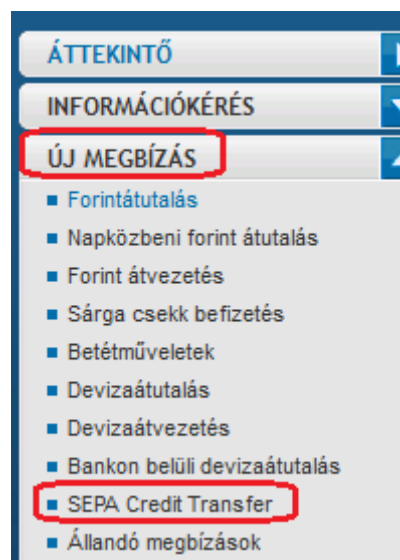 ÁTTEKINTŐ
INFORMÁCIÓKÉRÉS
ÚJ MEGBÍZÁS
Forintátutalás
Napközbeni forint átutalás
Forint átvezetés
Sárga csekk befizetés
Betétműveletek
Devizaátutalás
Devizaátvezetés
Bankon belüli devizaátutalás
SEPA Credit Transfer
Állandó megbízások